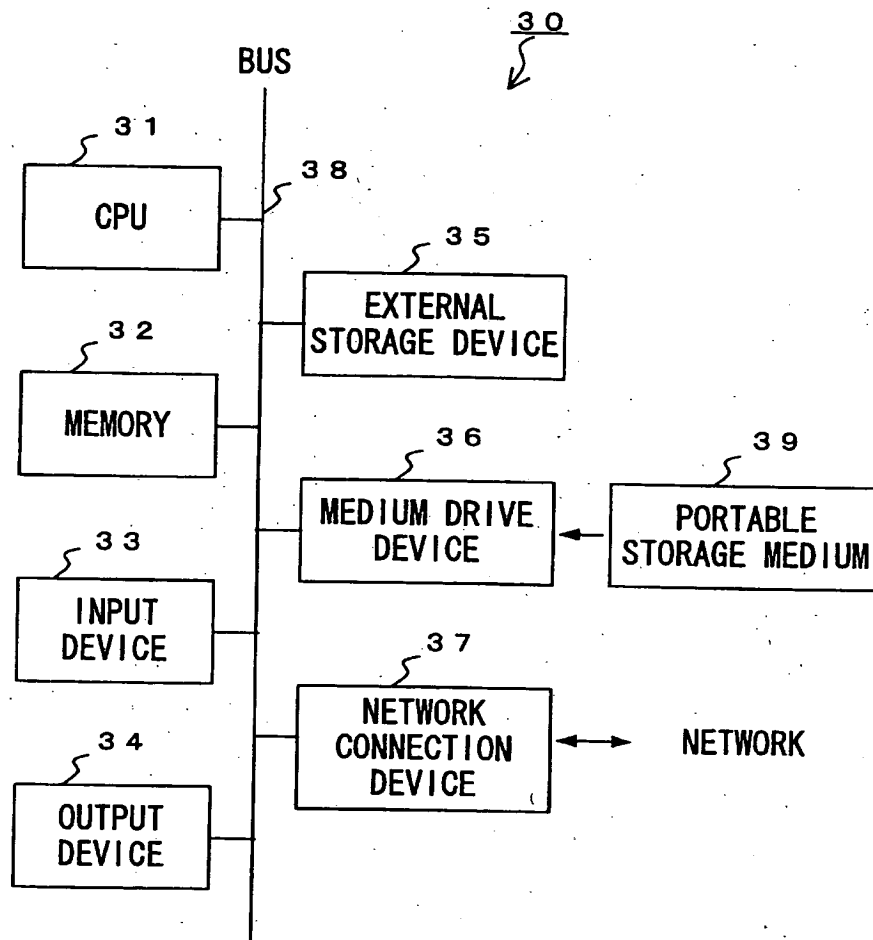 30
BUS
31
38
CPU
35
EXTERNAL
STORAGE DEVICE
32
MEMORY
36
39
MEDIUM DRIVE
DEVICE
PORTABLE
STORAGE MEDIUM
33
INPUT
DEVICE
37
NETWORK
CONNECTION
DEVICE
NETWORK
34
OUTPUT
DEVICE